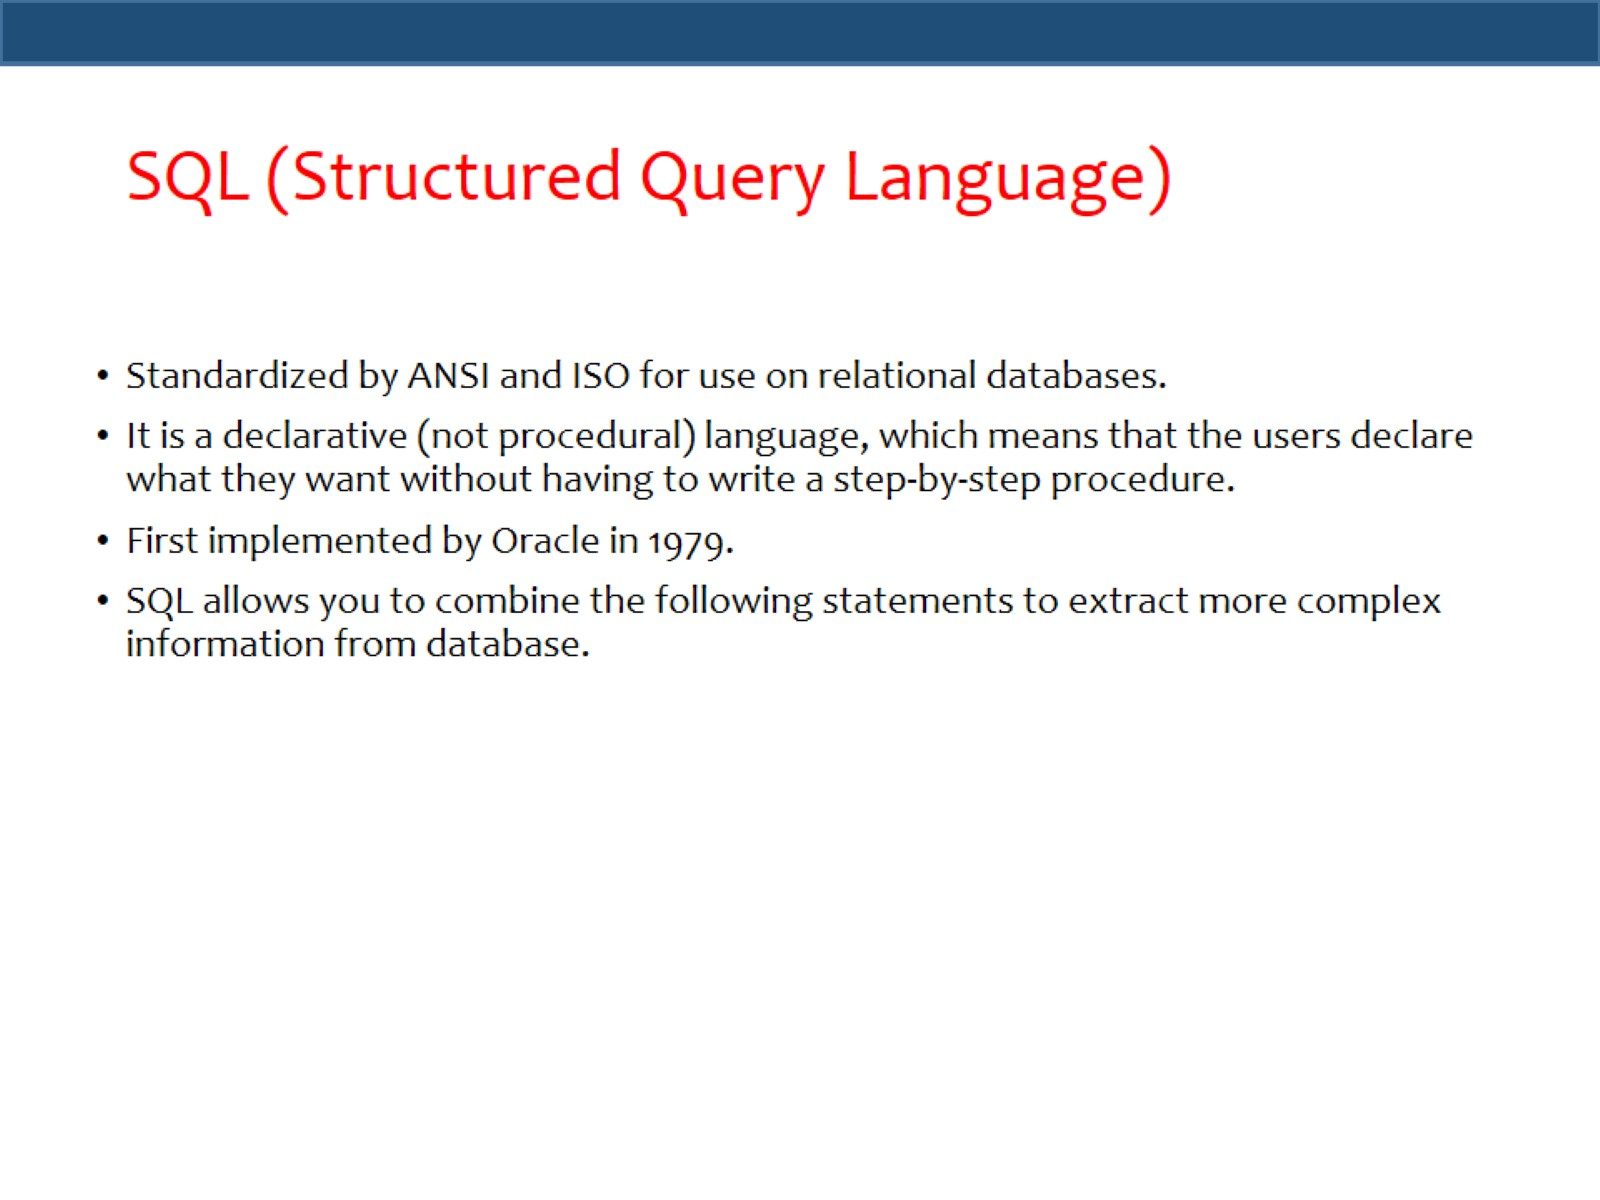 SQL (Structured Query Language)
• Standardized by ANSI and ISO for use on relational databases.
• It is a declarative (not procedural) language, which means that the users declare
what they want without having to write a step-by-step procedure.
• First implemented by Oracle in 1979.
• SQL allows you to combine the following statements to extract more complex
information from database.